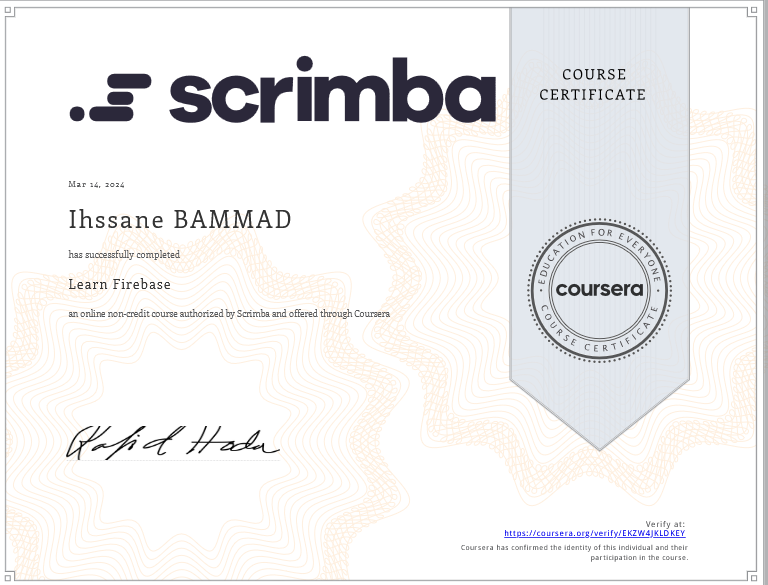 scrimba
COURSE
CERTIFICATE
Mar 14, 2024
Ihssane BAMMAD
has successfully completed
Learn Firebase
an online non-credit course authorized by Scrimba and offered through Coursera
EDUCATION FOR EVERYONE
coursera
COURSE CERTIFICATE
Verify at:
https://coursera.org/verify/EKZW4JKLDKEY
Coursera has confirmed the identity of this individual and their
participation in the course.